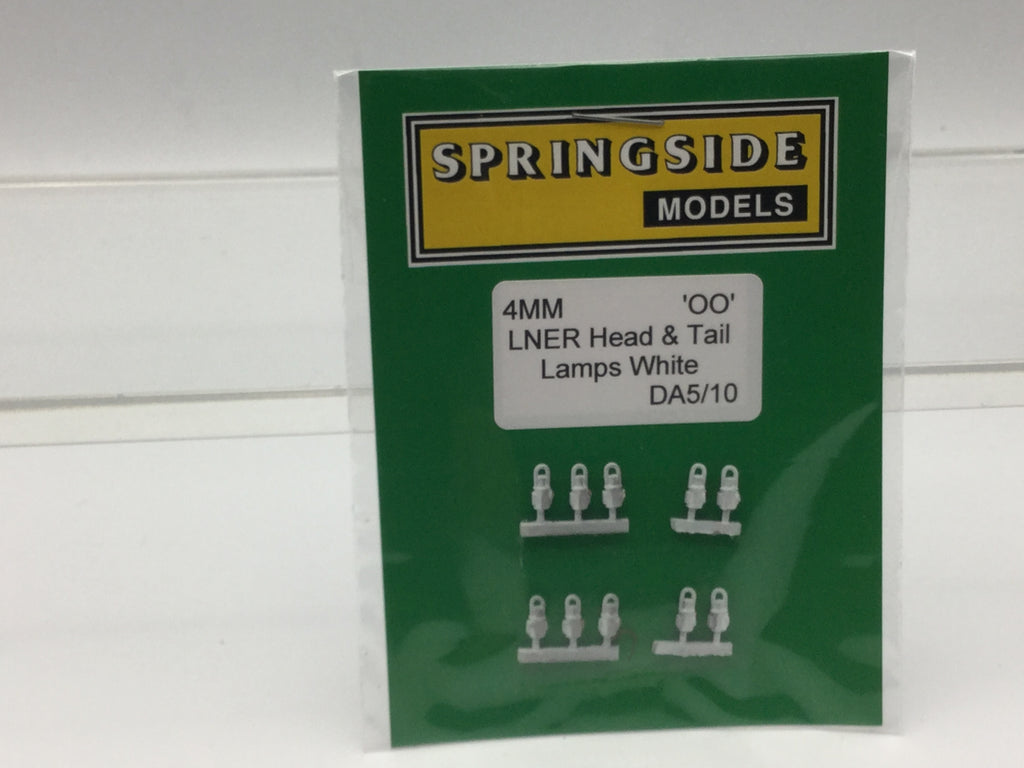 SPRINGSIDE
MODELS
4MM 'OO'
LNER Head & Tail
Lamps White
DA5/10